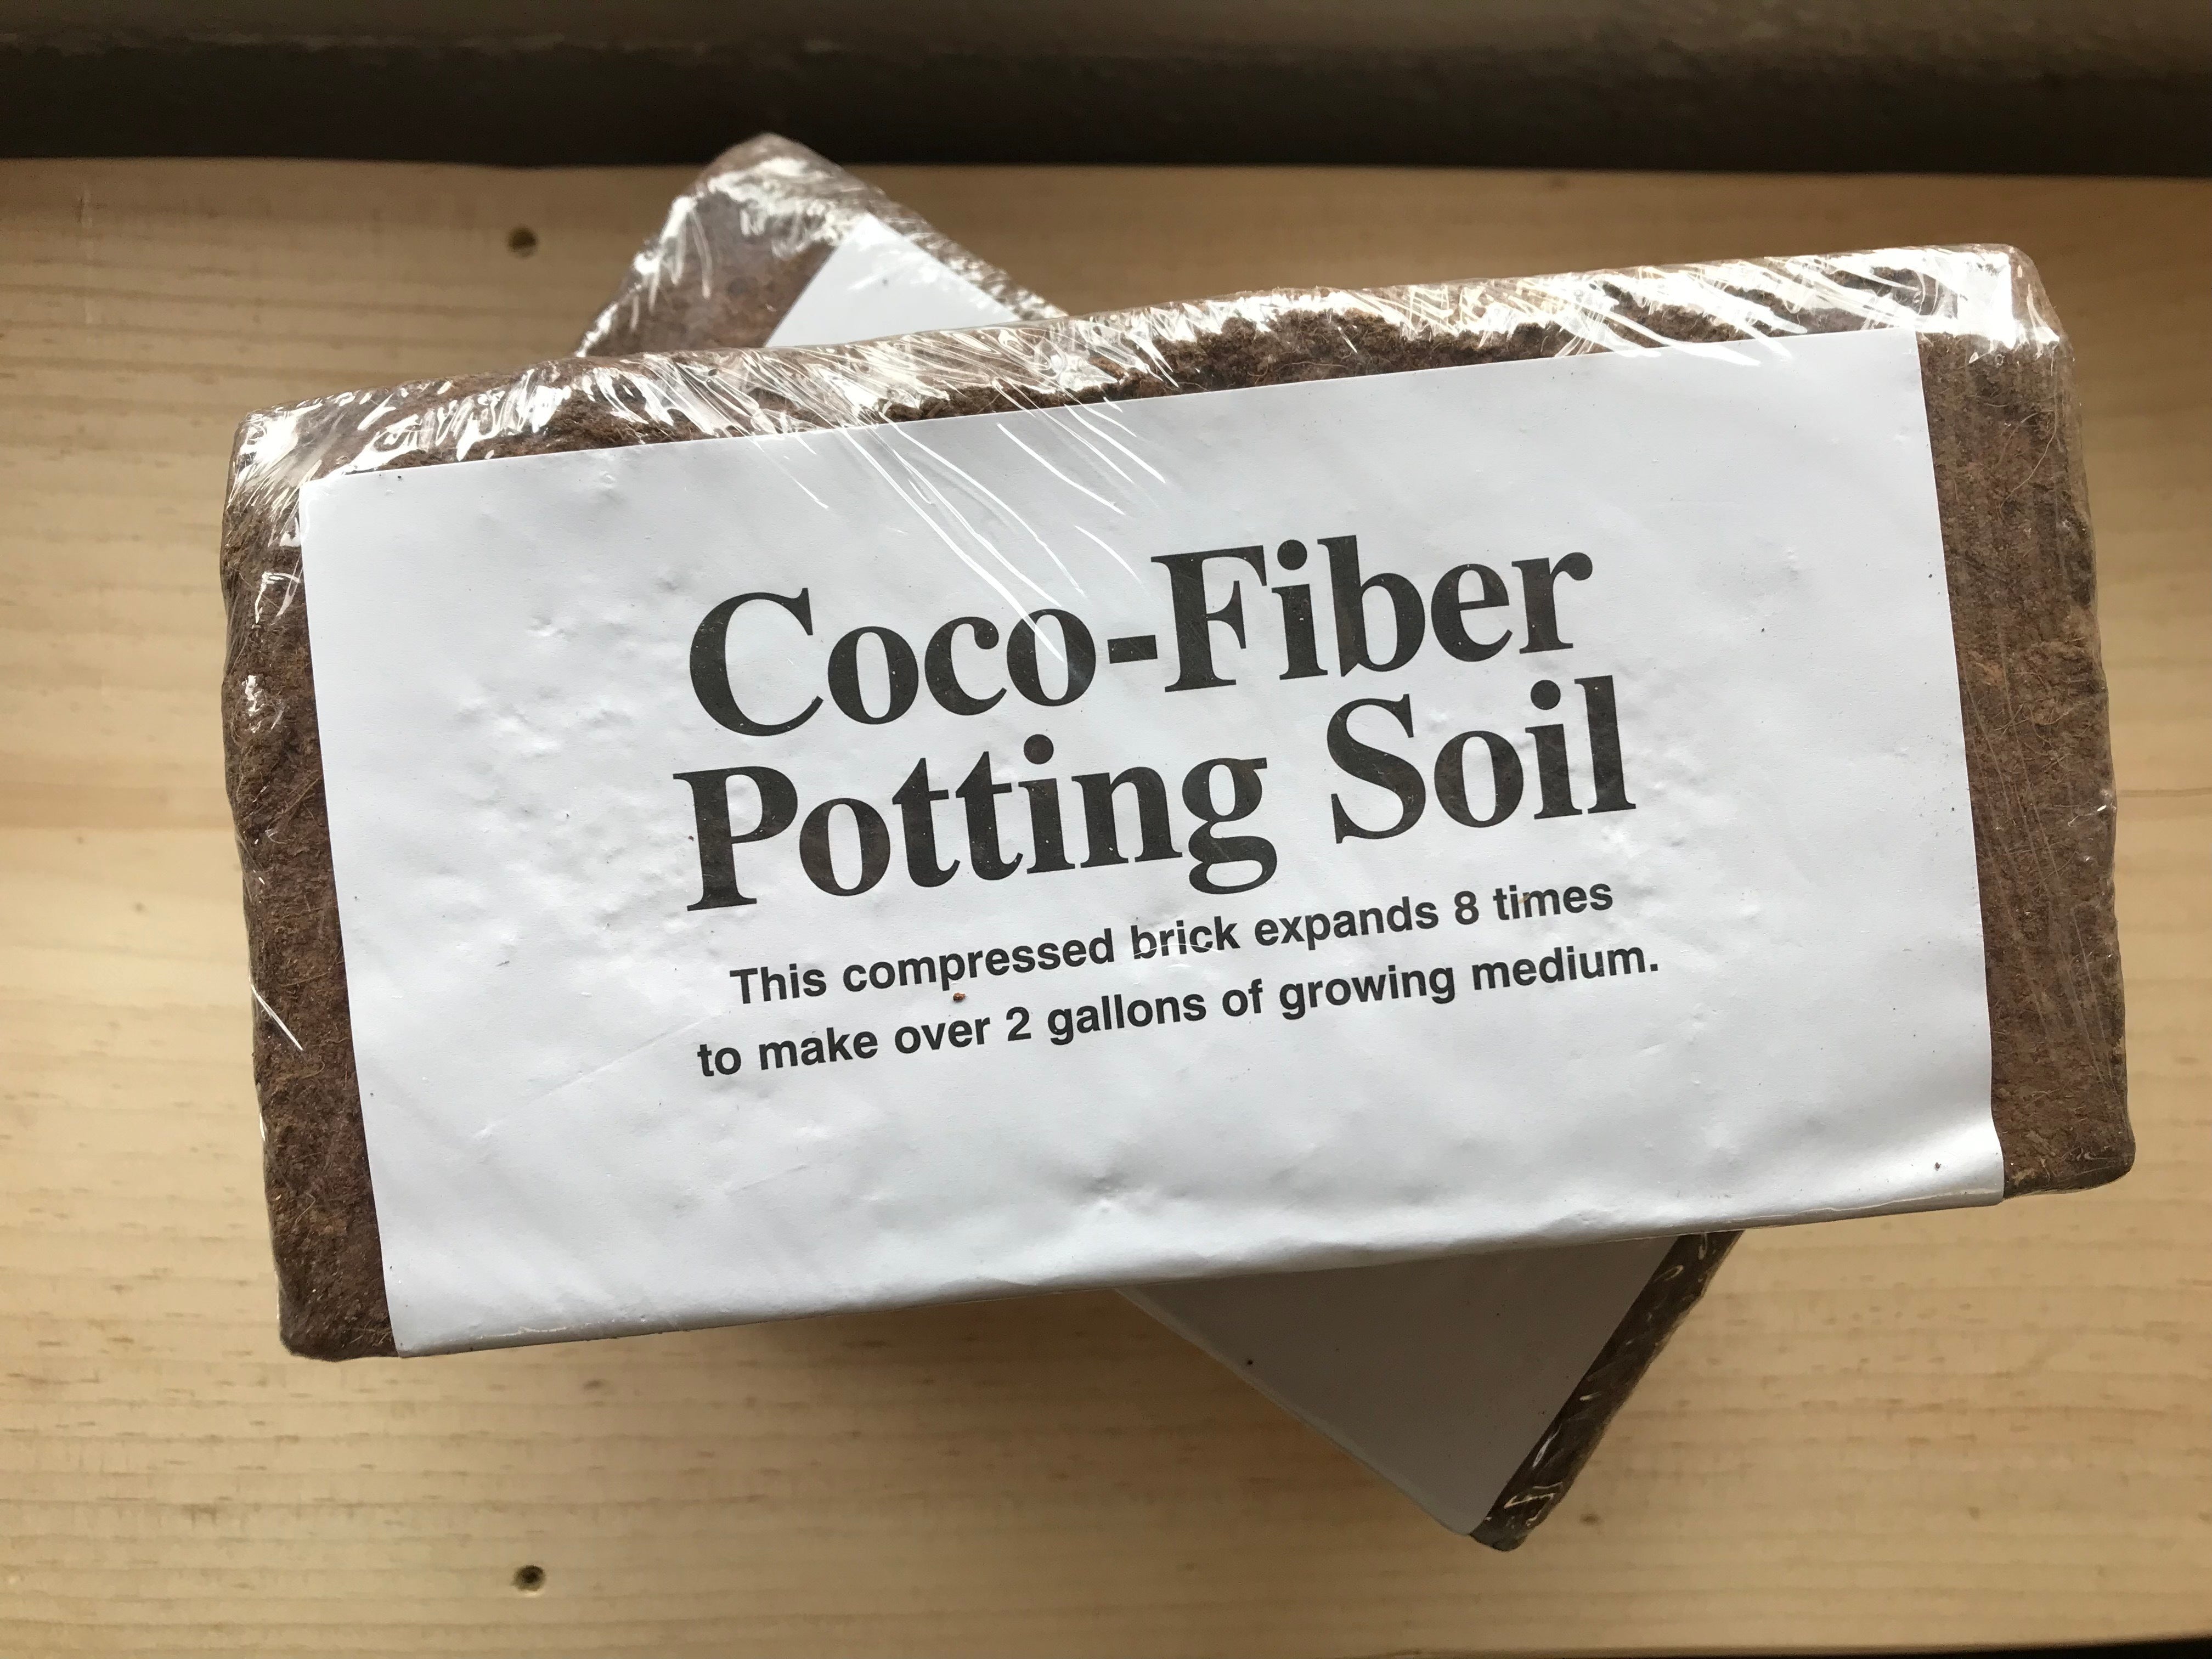 Coco-Fiber
Potting Soil
This compressed brick expands 8 times
to make over 2 gallons of growing medium.